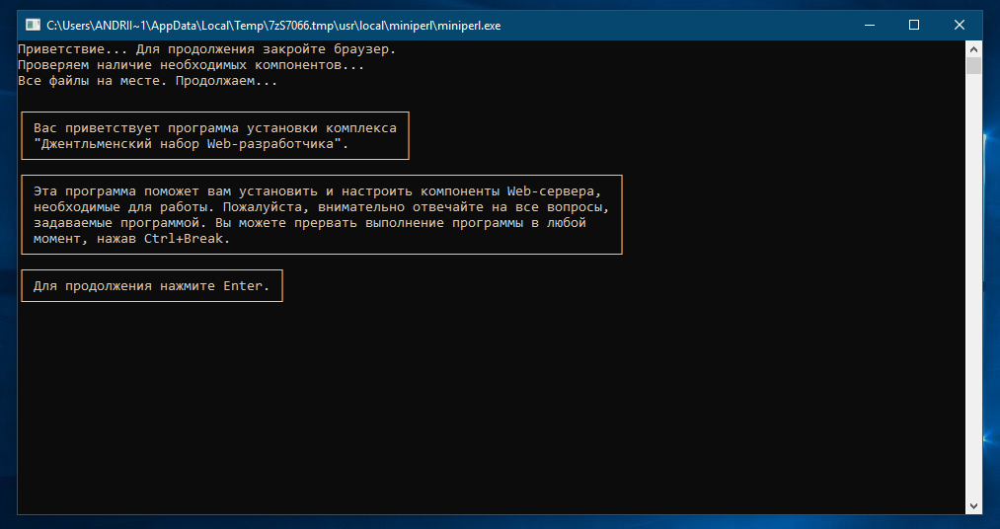 C:\Users\ANDRII~1\AppData\Local\Temp\7zS7066.tmp\usr\local\miniperl\miniperl.exe
Приветствие... Для продолжения закройте браузер.
Проверяем наличие необходимых компонентов...
Все файлы на месте. Продолжаем...
Вас приветствует программа установки комплекса
"Джентльменский набор Web-разработчика".
Эта программа поможет вам установить и настроить компоненты Web-сервера,
необходимые для работы. Пожалуйста, внимательно отвечайте на все вопросы,
задаваемые программой. Вы можете прервать выполнение программы в любой
момент, нажав Ctrl+Break.
Для продолжения нажмите Enter.